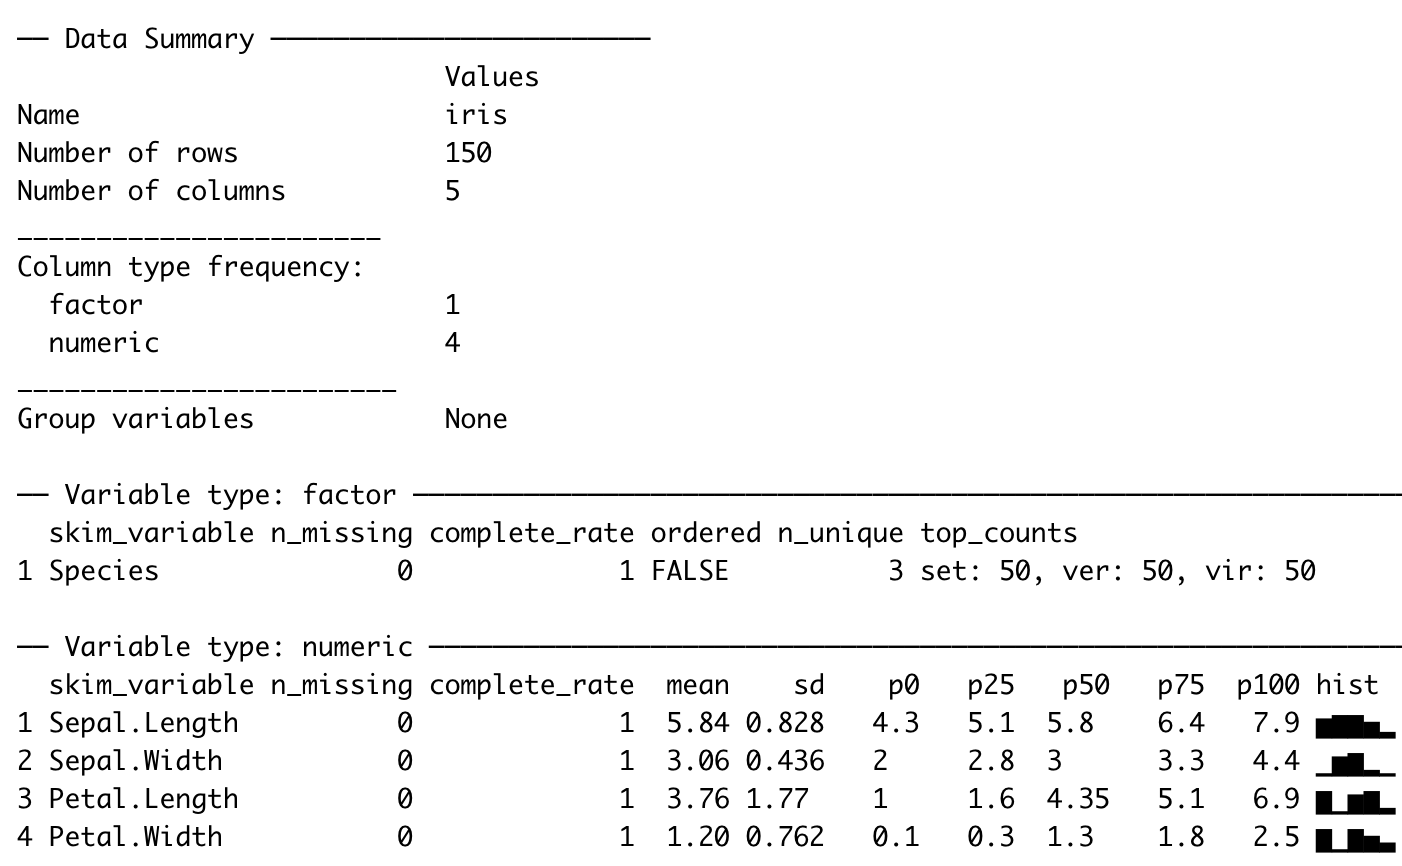 ── Data Summary ────────────────────────
                           Values
Name                       iris
Number of rows             150
Number of columns          5
_______________________
Column type frequency:
  factor                   1
  numeric                  4
________________________
Group variables            None
── Variable type: factor ──────────────────────────────────────────────────────────────
  skim_variable n_missing complete_rate ordered n_unique top_counts
1 Species               0             1 FALSE          3 set: 50, ver: 50, vir: 50
── Variable type: numeric ─────────────────────────────────────────────────────────────
  skim_variable n_missing complete_rate  mean    sd    p0   p25   p50   p75  p100 hist
1 Sepal.Length          0             1  5.84 0.828   4.3   5.1  5.8    6.4   7.9 ▆▇▇▅▂
2 Sepal.Width           0             1  3.06 0.436   2     2.8  3      3.3   4.4 ▁▆▇▂▁
3 Petal.Length          0             1  3.76 1.77    1     1.6  4.35   5.1   6.9 ▇▁▆▇▂
4 Petal.Width           0             1  1.20 0.762   0.1   0.3  1.3    1.8   2.5 ▇▁▇▅▃